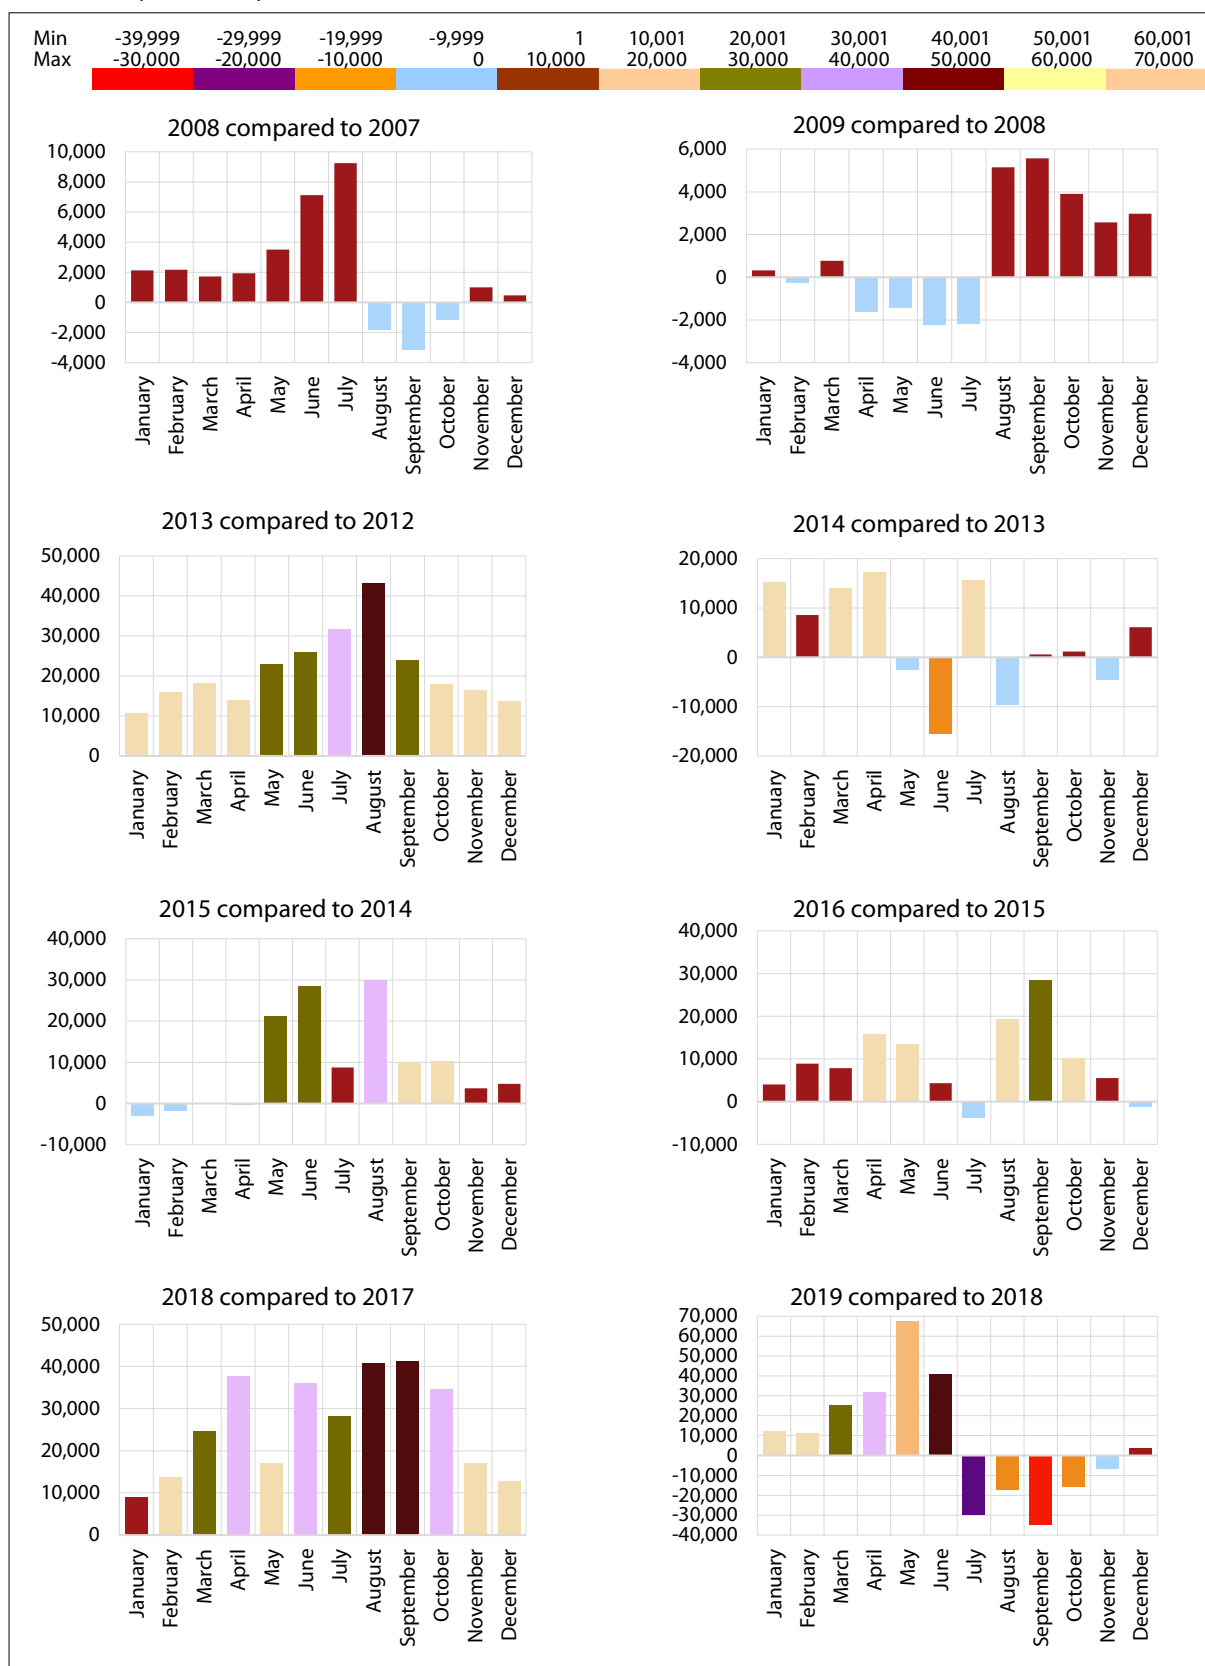 Min -39,999 -29,999 -19,999 -9,999 1 10,001 20,001 30,001 40,001 50,001 60,001
Max -30,000 -20,000 -10,000 0 10,000 20,000 30,000 40,000 50,000 60,000 70,000
2008 compared to 2007
10,000
8,000
6,000
4,000
2,000
0
-2,000
-4,000
January
February
March
April
May
June
July
August
September
October
November
December
2009 compared to 2008
6,000
4,000
2,000
0
-2,000
-4,000
January
February
March
April
May
June
July
August
September
October
November
December
2013 compared to 2012
50,000
40,000
30,000
20,000
10,000
0
January
February
March
April
May
June
July
August
September
October
November
December
2014 compared to 2013
20,000
10,000
0
-10,000
-20,000
January
February
March
April
May
June
July
August
September
October
November
December
2015 compared to 2014
40,000
30,000
20,000
10,000
0
-10,000
January
February
March
April
May
June
July
August
September
October
November
December
2016 compared to 2015
40,000
30,000
20,000
10,000
0
-10,000
January
February
March
April
May
June
July
August
September
October
November
December
2018 compared to 2017
50,000
40,000
30,000
20,000
10,000
0
January
February
March
April
May
June
July
August
September
October
November
December
2019 compared to 2018
70,000
60,000
50,000
40,000
30,000
20,000
10,000
0
-10,000
-20,000
-30,000
-40,000
January
February
March
April
May
June
July
August
September
October
November
December